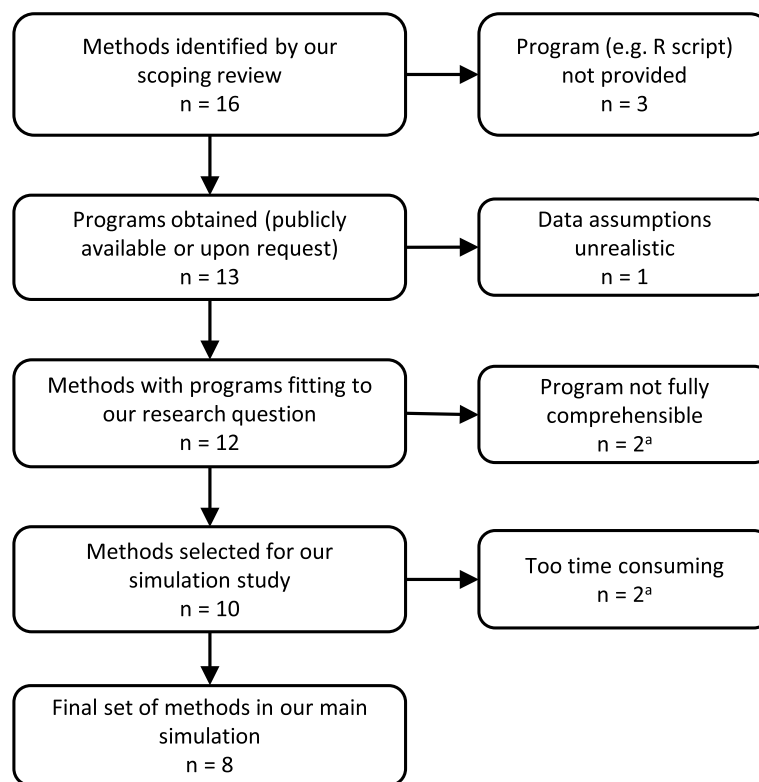 Methods identified by our
scoping review
n = 16
Program (e.g. R script)
not provided
n = 3
Programs obtained (publicly
available or upon request)
n = 13
Data assumptions
unrealistic
n = 1
Methods with programs fitting to
our research question
n = 12
Program not fully
comprehensible
n = 2ᵃ
Methods selected for our
simulation study
n = 10
Too time consuming
n = 2ᵃ
Final set of methods in our main
simulation
n = 8